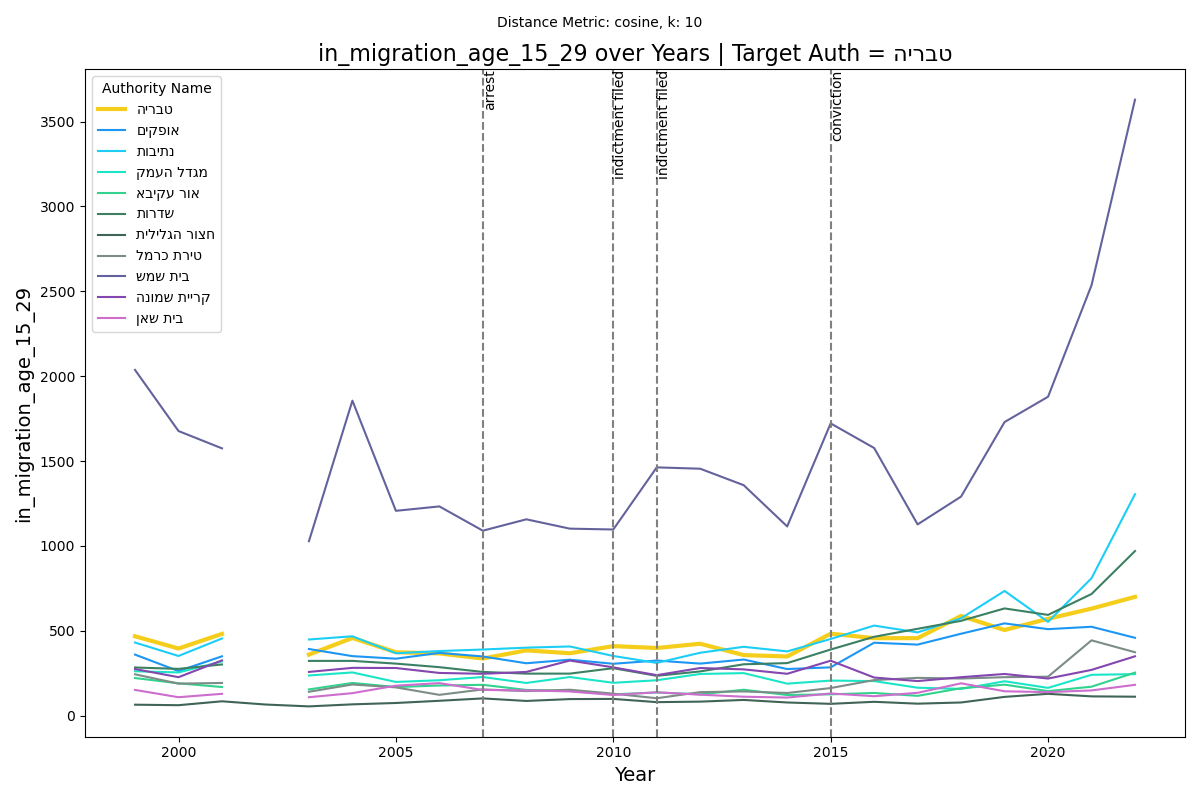 Distance Metric: cosine, k: 10
in_migration_age_15_29 over Years | Target Auth = טבריה
Authority Name
טבריה
אופקים
נתיבות
מגדל העמק
אור עקיבא
שדרות
חצור הגלילית
טירת כרמל
בית שמש
קריית שמונה
בית שאן
arrest
indictment filed
indictment filed
conviction
in_migration_age_15_29
3500
3000
2500
2000
1500
1000
500
0
2000
2005
2010
2015
2020
Year